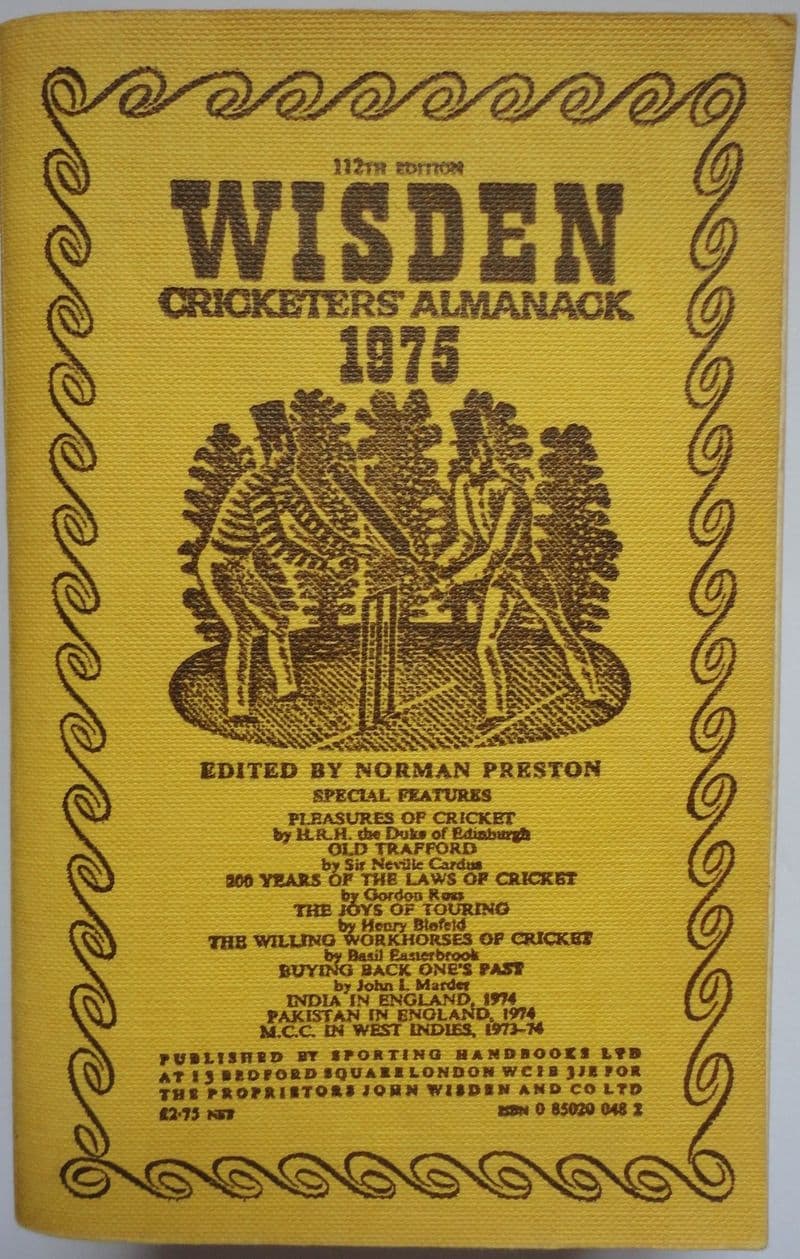 112TH EDITION
WISDEN
CRICKETERS' ALMANACK
1975
EDITED BY NORMAN PRESTON
SPECIAL FEATURES
PLEASURES OF CRICKET
by H.R.H. the Duke of Edinburgh
OLD TRAFFORD
by Sir Neville Cardus
200 YEARS OF THE LAWS OF CRICKET
by Gordon Ross
THE JOYS OF TOURING
by Henry Blofeld
THE WILLING WORKHORSES OF CRICKET
by Basil Easterbrook
BUYING BACK ONE'S PAST
by John I. Marder
INDIA IN ENGLAND, 1974
PAKISTAN IN ENGLAND, 1974
M.C.C. IN WEST INDIES, 1973-74
PUBLISHED BY SPORTING HANDBOOKS LTD
AT 13 BEDFORD SQUARE LONDON WC1B 3JE FOR
THE PROPRIETORS JOHN WISDEN AND CO LTD
£2·75 NET ISBN 0 85020 048 2